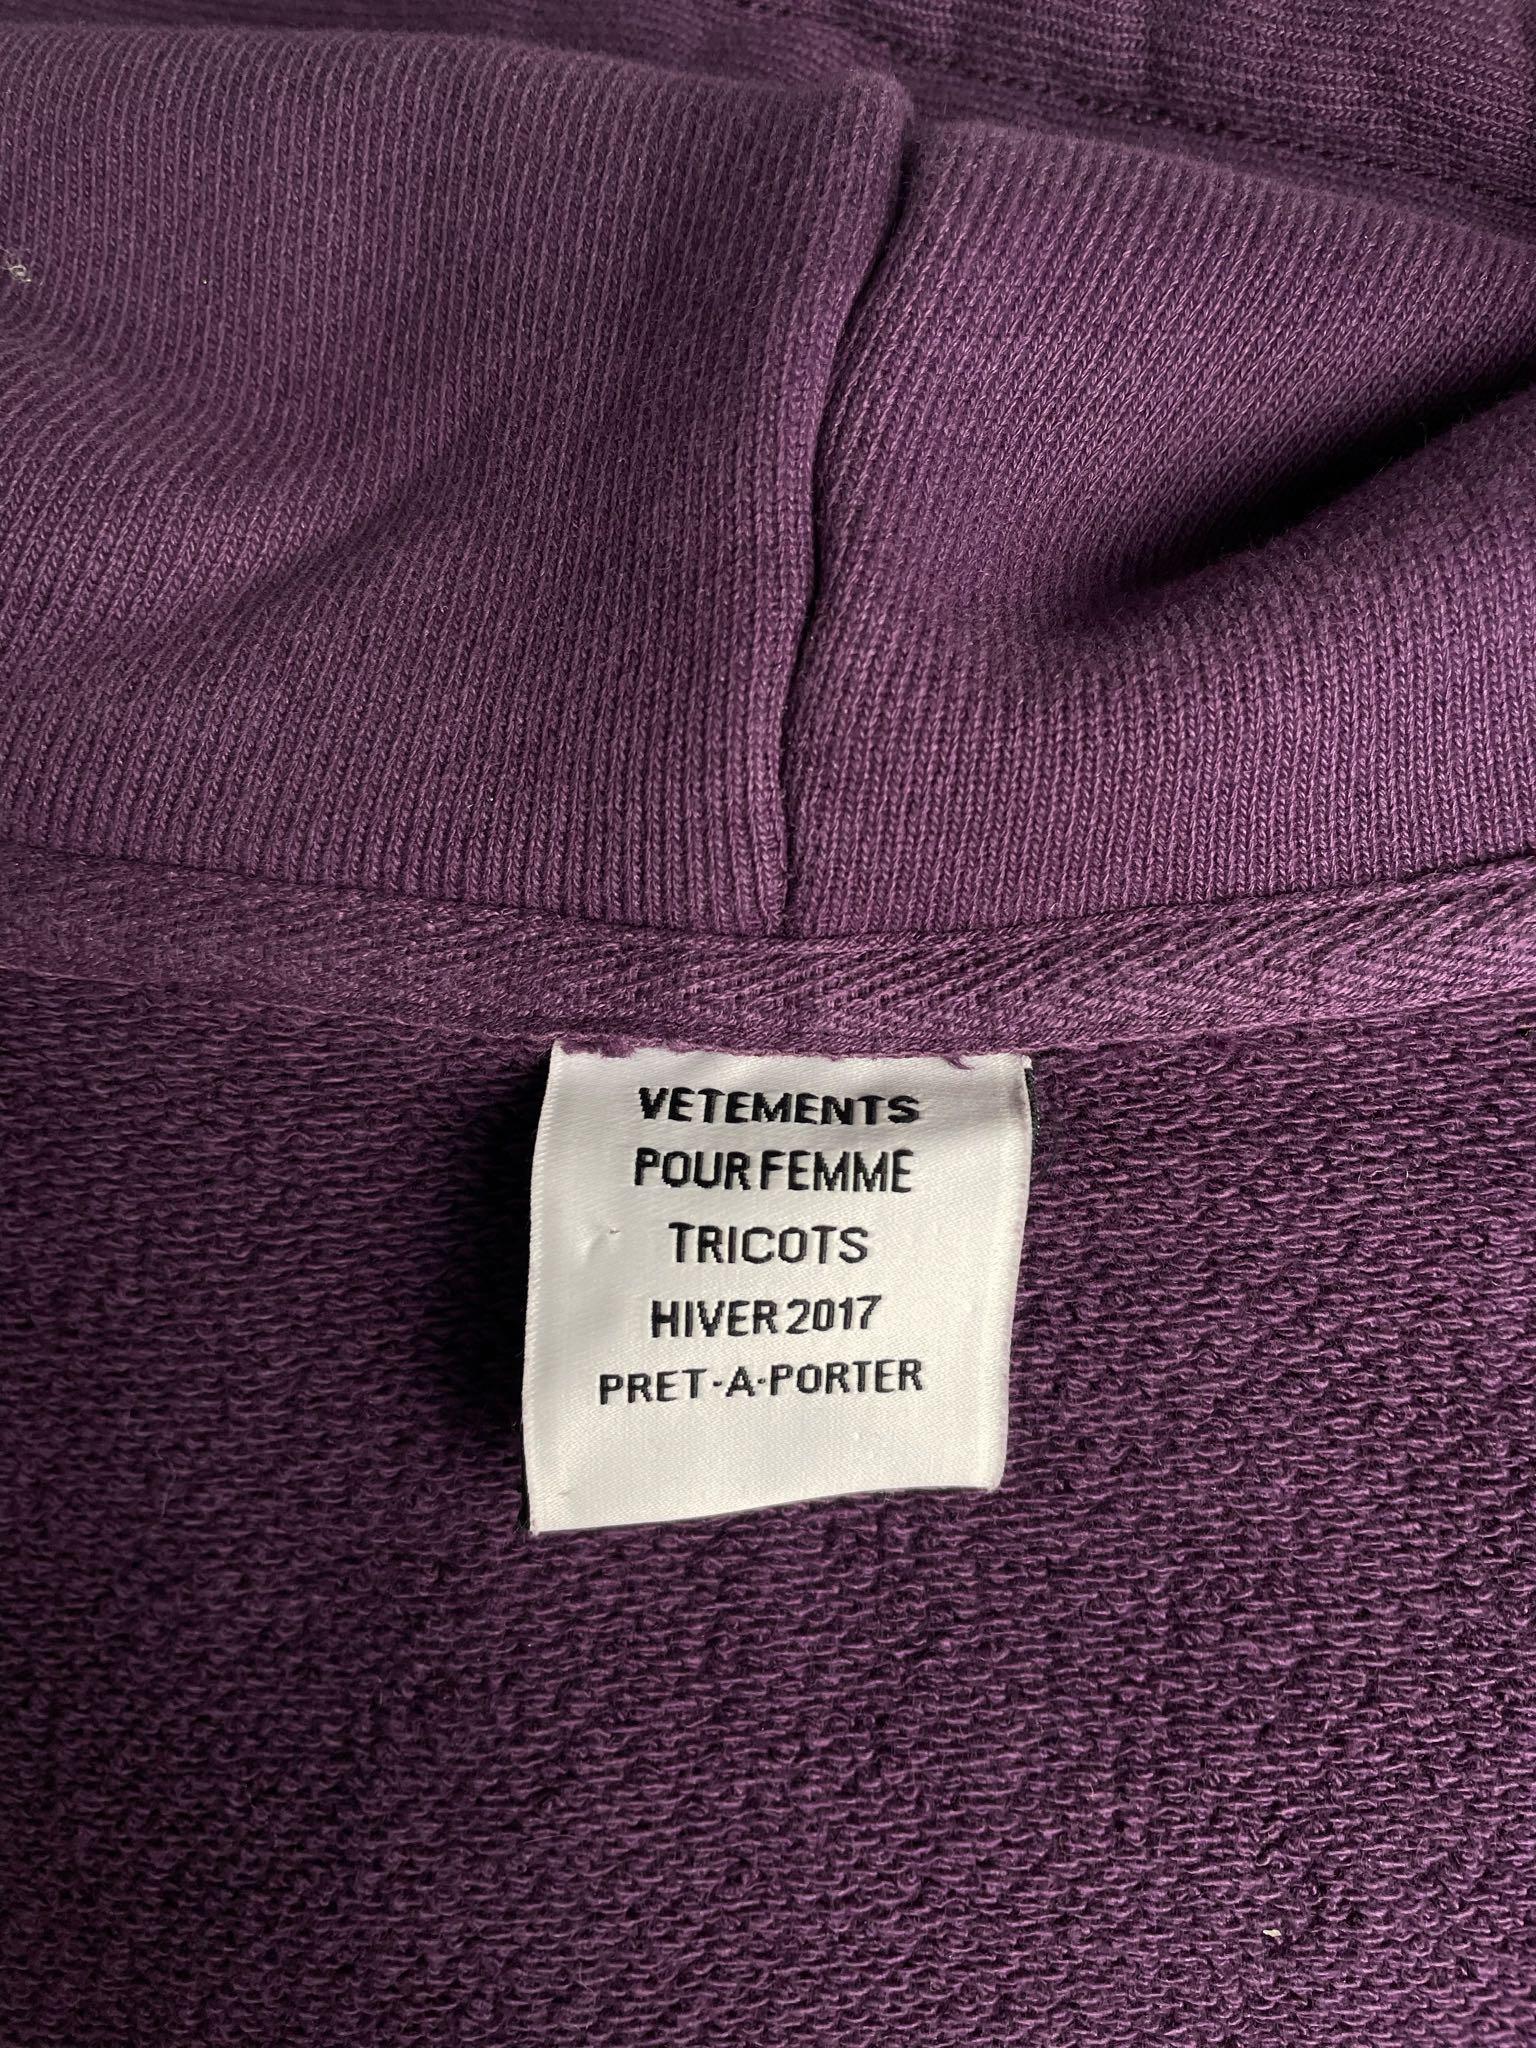 VETEMENTS
POUR FEMME
TRICOTS
HIVER 2017
PRET-A-PORTER